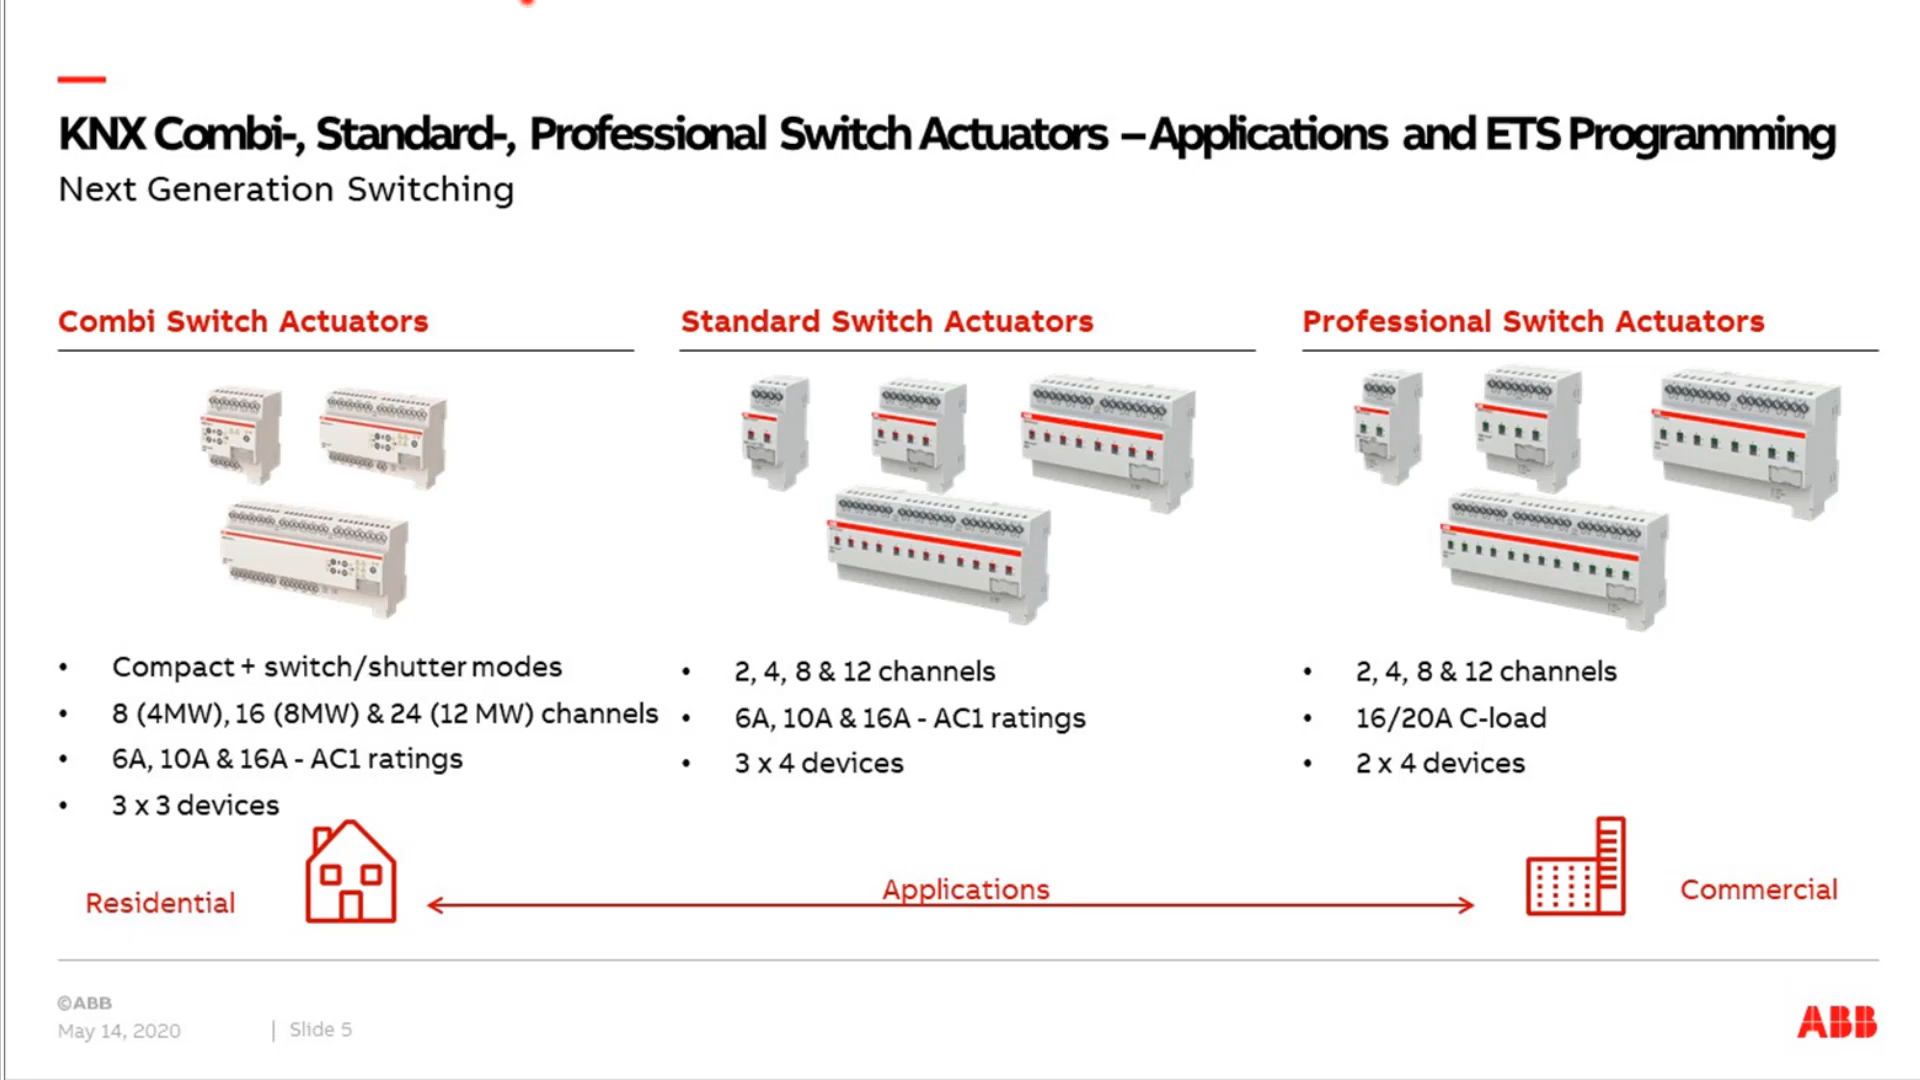 KNX Combi-, Standard-, Professional Switch Actuators – Applications and ETS Programming
Next Generation Switching
Combi Switch Actuators
• Compact + switch/shutter modes
• 8 (4MW), 16 (8MW) & 24 (12 MW) channels
• 6A, 10A & 16A - AC1 ratings
• 3 x 3 devices
Standard Switch Actuators
• 2, 4, 8 & 12 channels
• 6A, 10A & 16A - AC1 ratings
• 3 x 4 devices
Professional Switch Actuators
• 2, 4, 8 & 12 channels
• 16/20A C-load
• 2 x 4 devices
Residential
Applications
Commercial
©ABB
May 14, 2020 | Slide 5
ABB